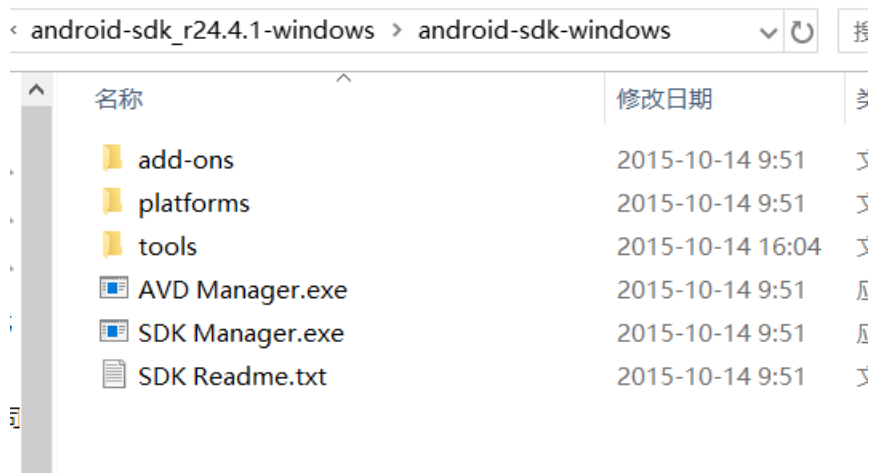 android-sdk_r24.4.1-windows > android-sdk-windows
名称 修改日期
add-ons 2015-10-14 9:51
platforms 2015-10-14 9:51
tools 2015-10-14 16:04
AVD Manager.exe 2015-10-14 9:51
SDK Manager.exe 2015-10-14 9:51
SDK Readme.txt 2015-10-14 9:51